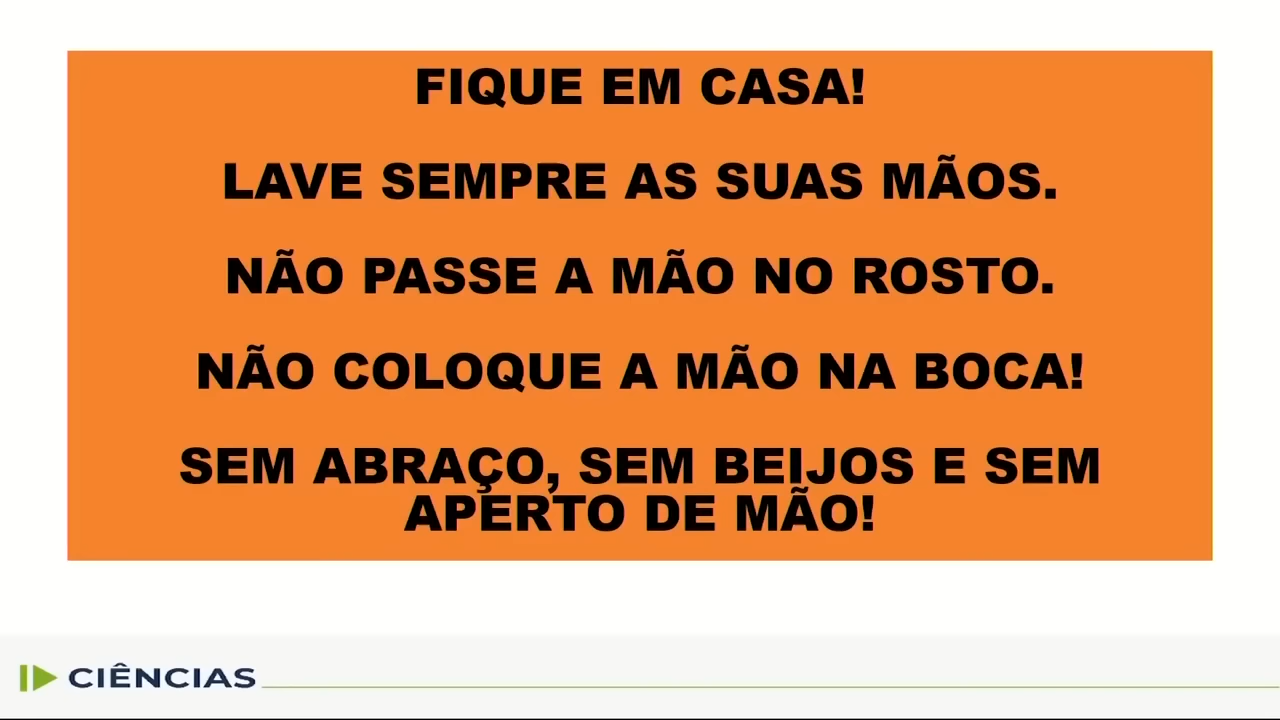 FIQUE EM CASA!
LAVE SEMPRE AS SUAS MÃOS.
NÃO PASSE A MÃO NO ROSTO.
NÃO COLOQUE A MÃO NA BOCA!
SEM ABRAÇO, SEM BEIJOS E SEM
APERTO DE MÃO!
CIÊNCIAS